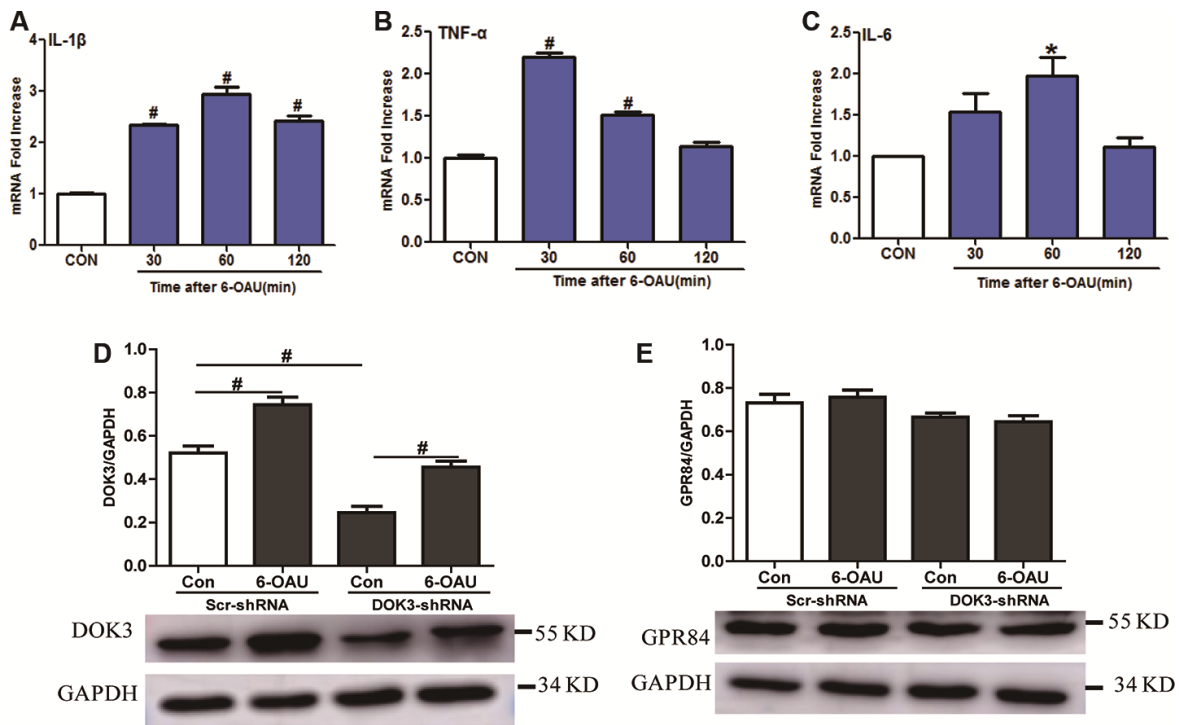 A
IL-1β
mRNA Fold Increase
4
3
2
1
0
#
#
#
CON
30
60
120
Time after 6-OAU(min)
B
TNF-α
mRNA Fold Increase
2.5
2.0
1.5
1.0
0.5
0.0
#
#
CON
30
60
120
Time after 6-OAU(min)
C
IL-6
mRNA Fold Increase
2.5
2.0
1.5
1.0
0.5
0.0
*
CON
30
60
120
Time after 6-OAU(min)
D
DOK3/GAPDH
1.0
0.8
0.6
0.4
0.2
0.0
#
#
#
Con 6-OAU Con 6-OAU
Scr-shRNA DOK3-shRNA
DOK3
55 KD
GAPDH
34 KD
E
GPR84/GAPDH
1.0
0.8
0.6
0.4
0.2
0.0
Con 6-OAU Con 6-OAU
Scr-shRNA DOK3-shRNA
GPR84
55 KD
GAPDH
34 KD